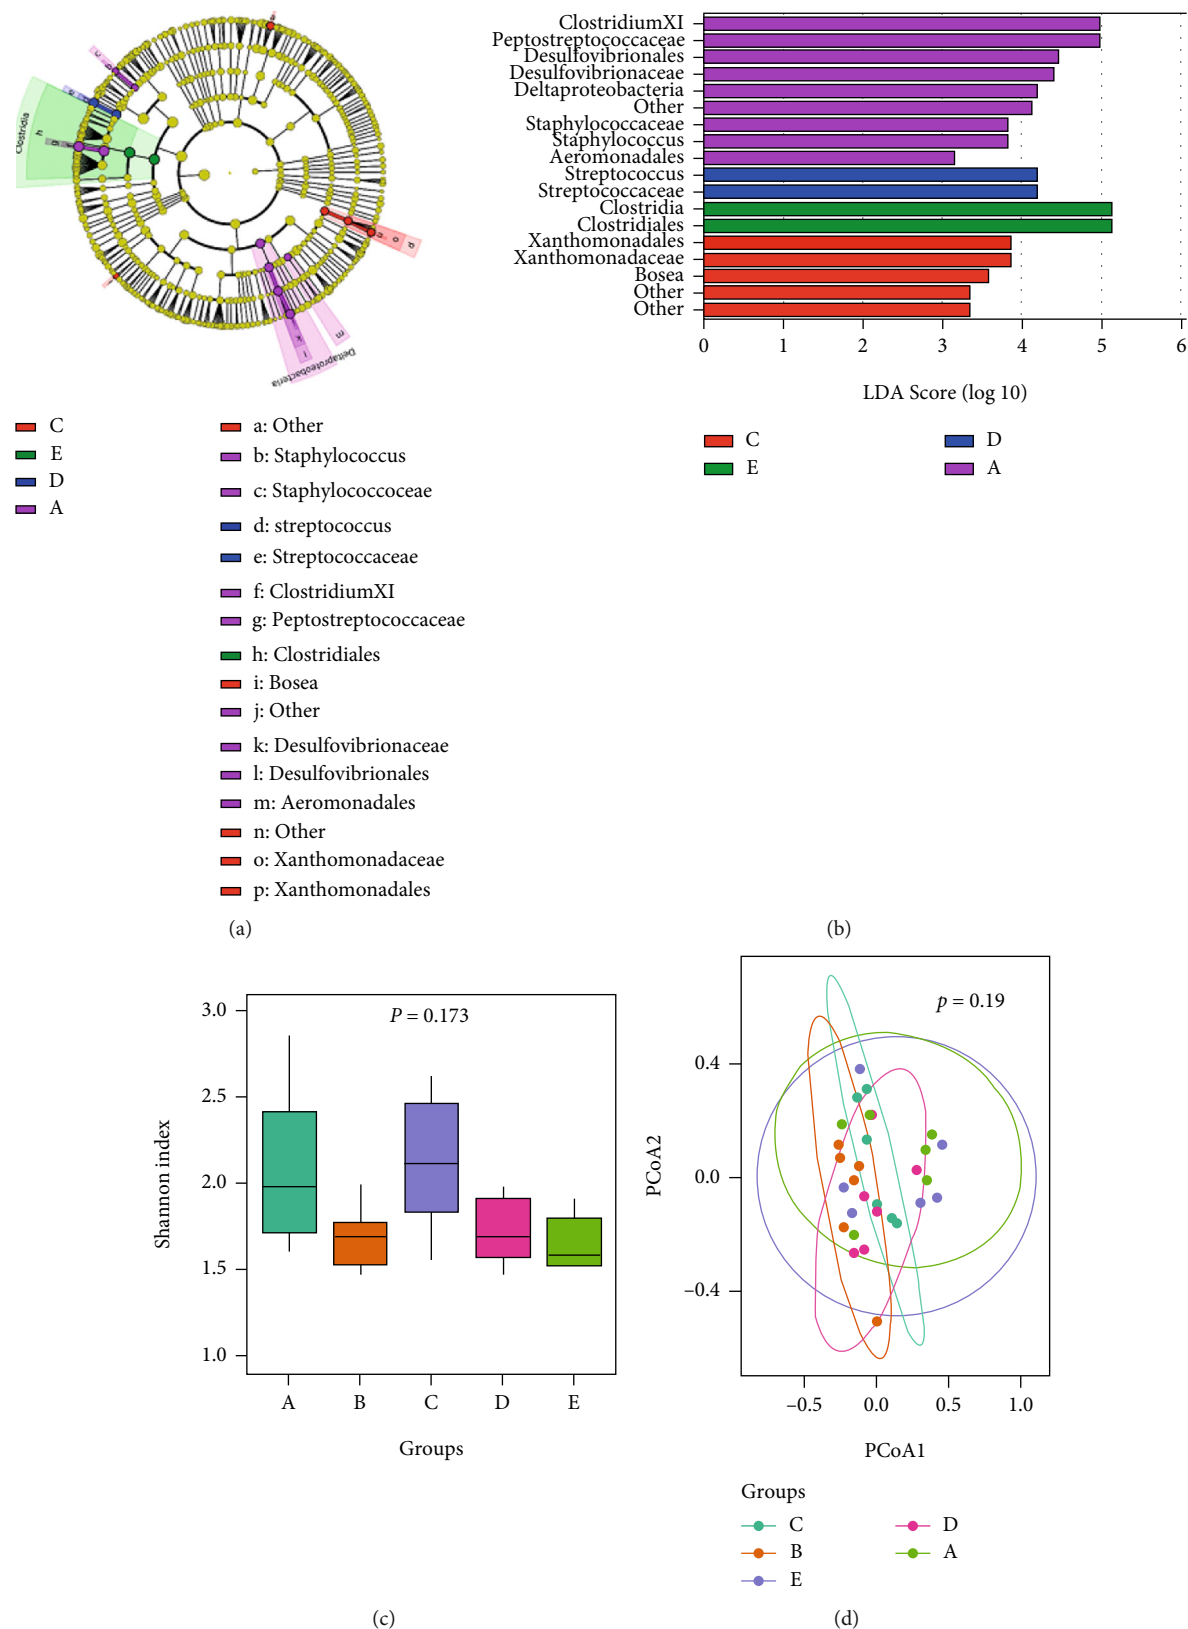 a
c
b
e
d
Clostridia
h
g
f
n
o
p
i
m
k
l
Deltaproteobacteria
C
E
D
A
a: Other
b: Staphylococcus
c: Staphylococcoceae
d: streptococcus
e: Streptococcaceae
f: ClostridiumXI
g: Peptostreptococcaceae
h: Clostridiales
i: Bosea
j: Other
k: Desulfovibrionaceae
l: Desulfovibrionales
m: Aeromonadales
n: Other
o: Xanthomonadaceae
p: Xanthomonadales
(a)
ClostridiumXI
Peptostreptococcaceae
Desulfovibrionales
Desulfovibrionaceae
Deltaproteobacteria
Other
Staphylococcaceae
Staphylococcus
Aeromonadales
Streptococcus
Streptococcaceae
Clostridia
Clostridiales
Xanthomonadales
Xanthomonadaceae
Bosea
Other
Other
0 1 2 3 4 5 6
LDA Score (log 10)
C D
E A
(b)
P = 0.173
3.0
2.5
2.0
1.5
1.0
Shannon index
A B C D E
Groups
(c)
p = 0.19
0.4
0.0
−0.4
PCoA2
−0.5 0.0 0.5 1.0
PCoA1
Groups
C D
B A
E
(d)